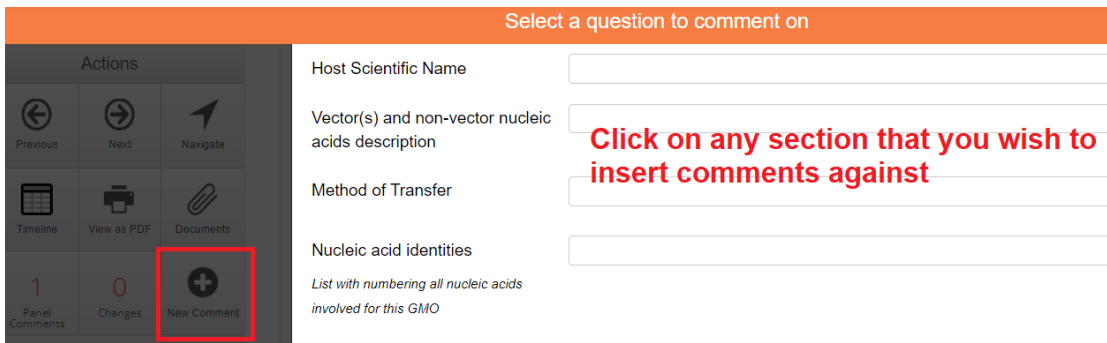 Select a question to comment on
Actions
Previous
Next
Navigate
Timeline
View as PDF
Documents
1
Panel
Comments
0
Changes
New Comment
Host Scientific Name
Vector(s) and non-vector nucleic
acids description
Method of Transfer
Nucleic acid identities
List with numbering all nucleic acids
involved for this GMO
Click on any section that you wish to
insert comments against